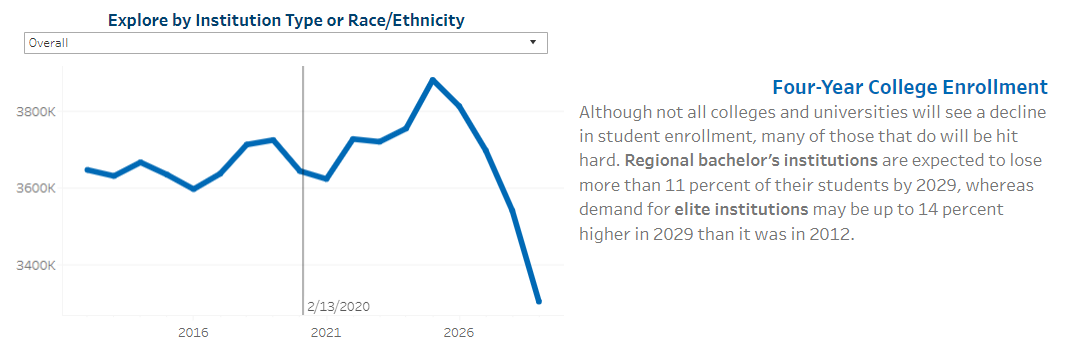 Explore by Institution Type or Race/Ethnicity
Overall
3800K
3600K
3400K
2/13/2020
2016
2021
2026
Four-Year College Enrollment
Although not all colleges and universities will see a decline
in student enrollment, many of those that do will be hit
hard. Regional bachelor's institutions are expected to lose
more than 11 percent of their students by 2029, whereas
demand for elite institutions may be up to 14 percent
higher in 2029 than it was in 2012.